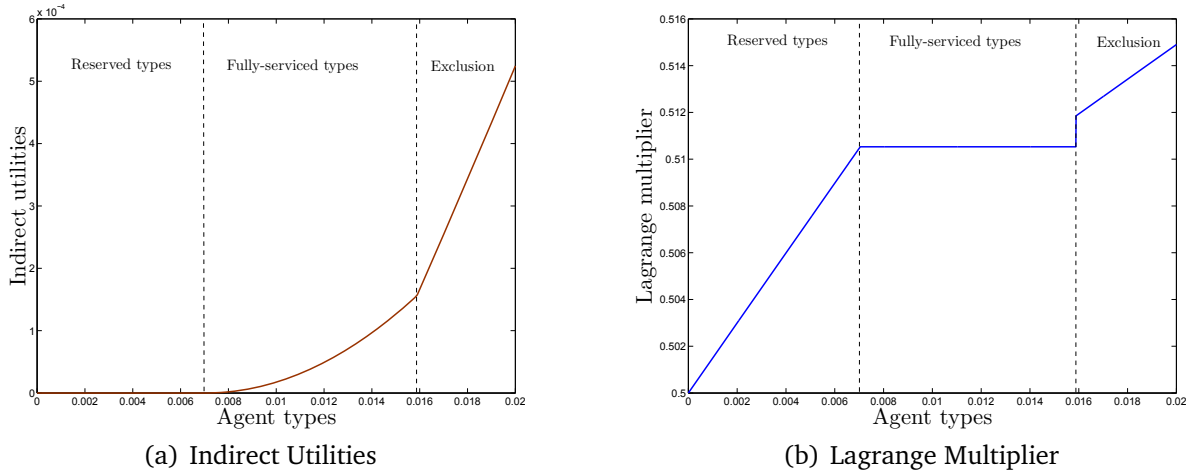 6 x 10⁻⁴
Reserved types
Fully-serviced types
Exclusion
5
4
3
2
1
0
Indirect utilities
0 0.002 0.004 0.006 0.008 0.01 0.012 0.014 0.016 0.018 0.02
Agent types
(a) Indirect Utilities
0.516
Reserved types
Fully-serviced types
Exclusion
0.514
0.512
0.51
0.508
0.506
0.504
0.502
0.5
Lagrange multiplier
0 0.002 0.004 0.006 0.008 0.01 0.012 0.014 0.016 0.018 0.02
Agent types
(b) Lagrange Multiplier